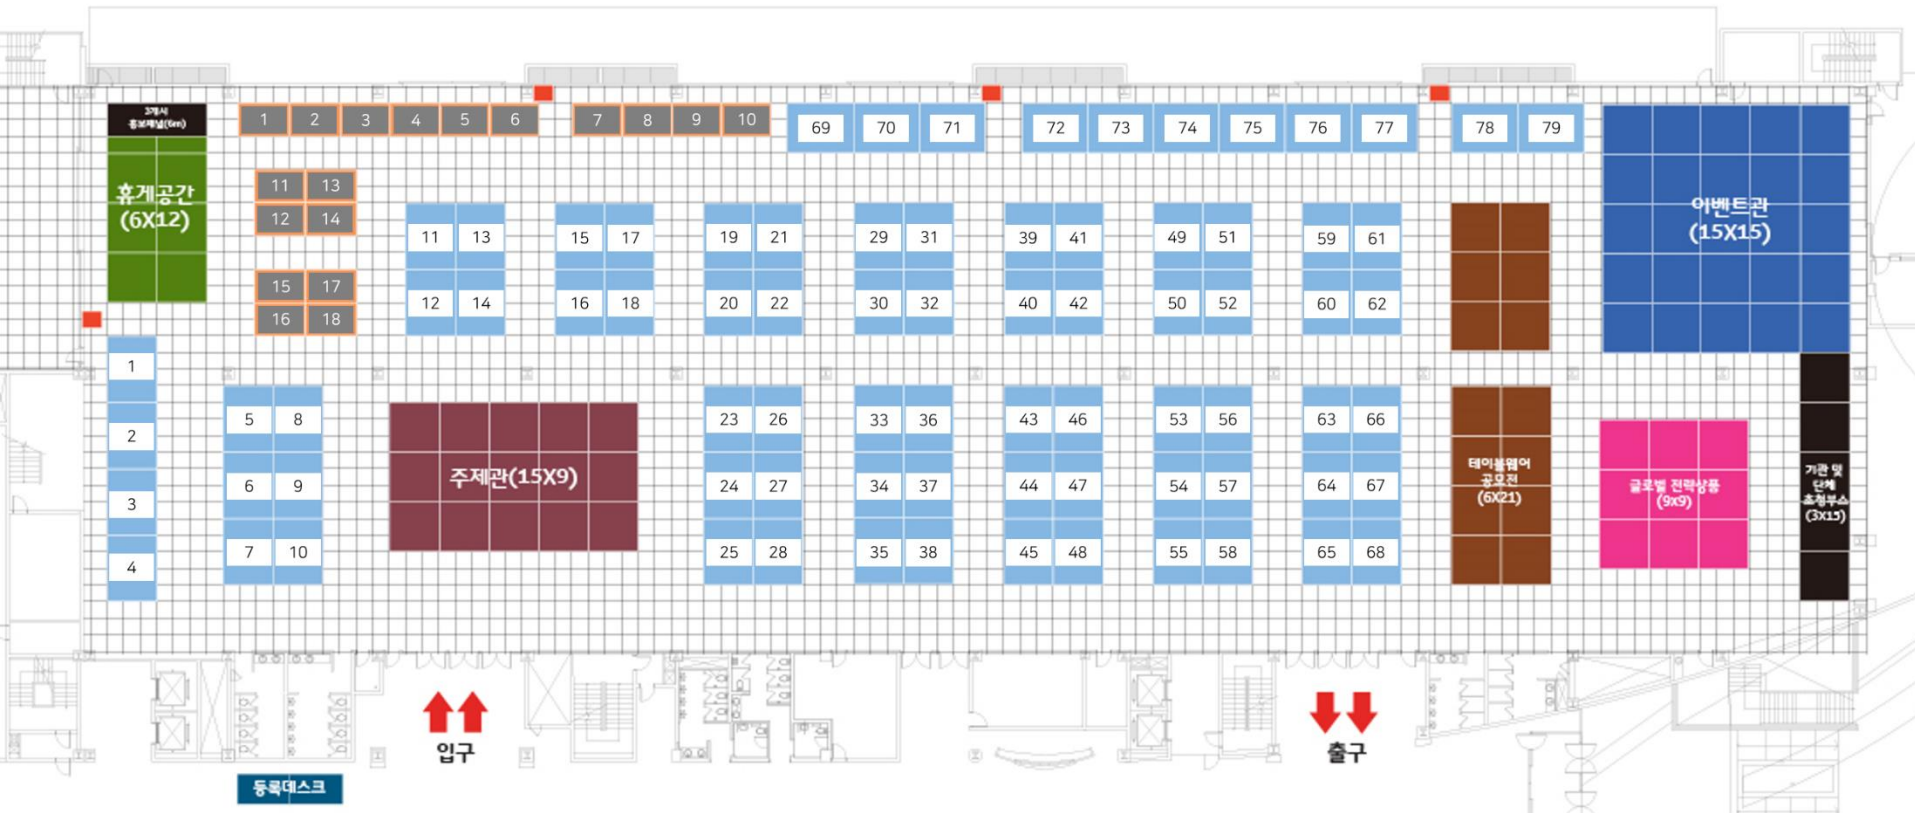 3개시
홍보패널(6m)
1 2 3 4 5 6 7 8 9 10
69 70 71 72 73 74 75 76 77 78 79
휴게공간
(6X12)
11 13
12 14
15 17
16 18
11 13 15 17 19 21 29 31 39 41 49 51 59 61
12 14 16 18 20 22 30 32 40 42 50 52 60 62
이벤트관
(15X15)
1
2
3
4
5 8
6 9
7 10
주제관(15X9)
23 26 33 36 43 46 53 56 63 66
24 27 34 37 44 47 54 57 64 67
25 28 35 38 45 48 55 58 65 68
테이블웨어
공모전
(6X21)
글로벌 전략상품
(9x9)
기관 및
단체
초청부스
(3X15)
입구
출구
등록데스크